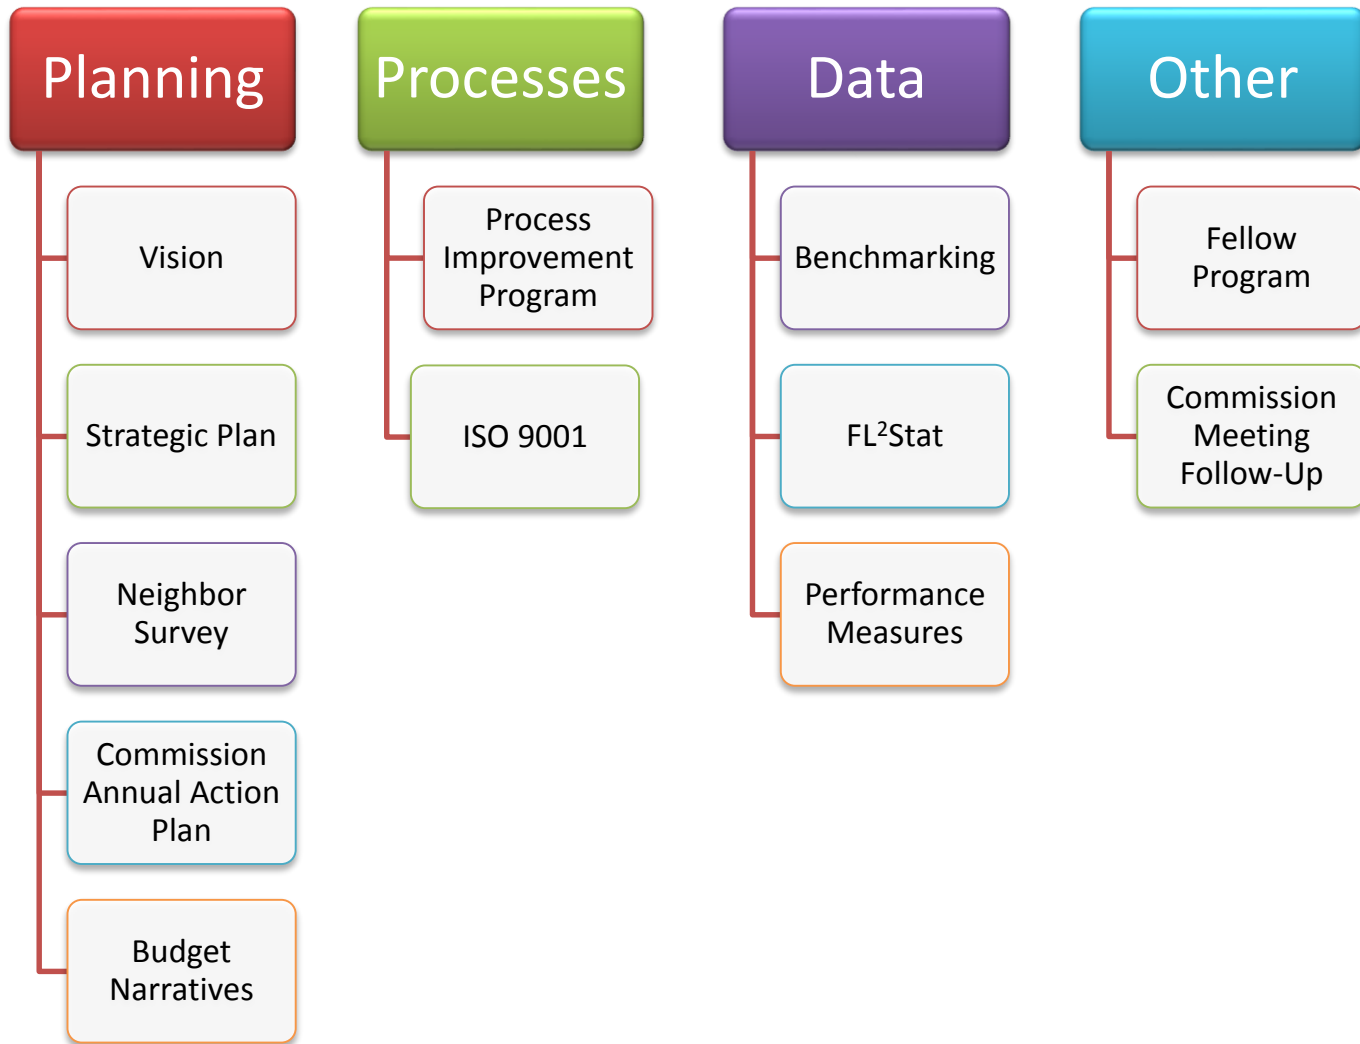 Planning
Vision
Strategic Plan
Neighbor
Survey
Commission
Annual Action
Plan
Budget
Narratives
Processes
Process
Improvement
Program
ISO 9001
Data
Benchmarking
FL²Stat
Performance
Measures
Other
Fellow
Program
Commission
Meeting
Follow-Up